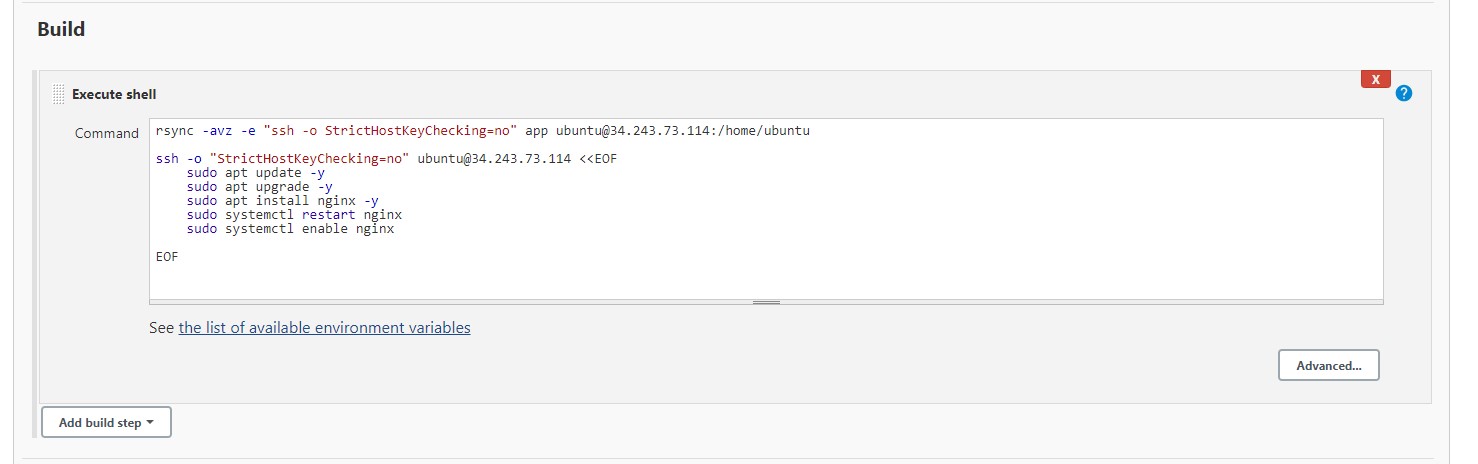 Build
X
?
Execute shell
Command
rsync -avz -e "ssh -o StrictHostKeyChecking=no" app ubuntu@34.243.73.114:/home/ubuntu
ssh -o "StrictHostKeyChecking=no" ubuntu@34.243.73.114 <<EOF
sudo apt update -y
sudo apt upgrade -y
sudo apt install nginx -y
sudo systemctl restart nginx
sudo systemctl enable nginx
EOF
See the list of available environment variables
Advanced...
Add build step